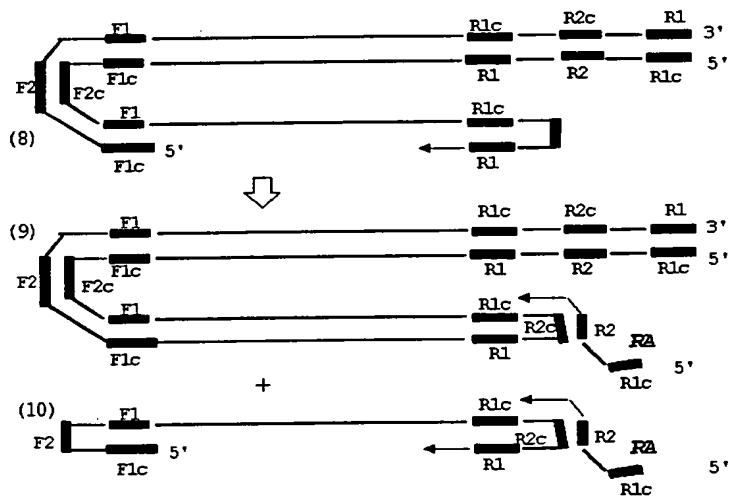 F1 R1c R2c R1 3'
F2 F2c F1c R1 R2 R1c 5'
F1 R1c
(8)
F1c 5' R1
(9) F1 R1c R2c R1 3'
F2 F2c F1c R1 R2 R1c 5'
F1 R1c R2c R2 RA
F1c R1 R1c 5'
+
(10) F1 R1c
F2 R2c R2 RA
F1c 5' R1 R1c 5'